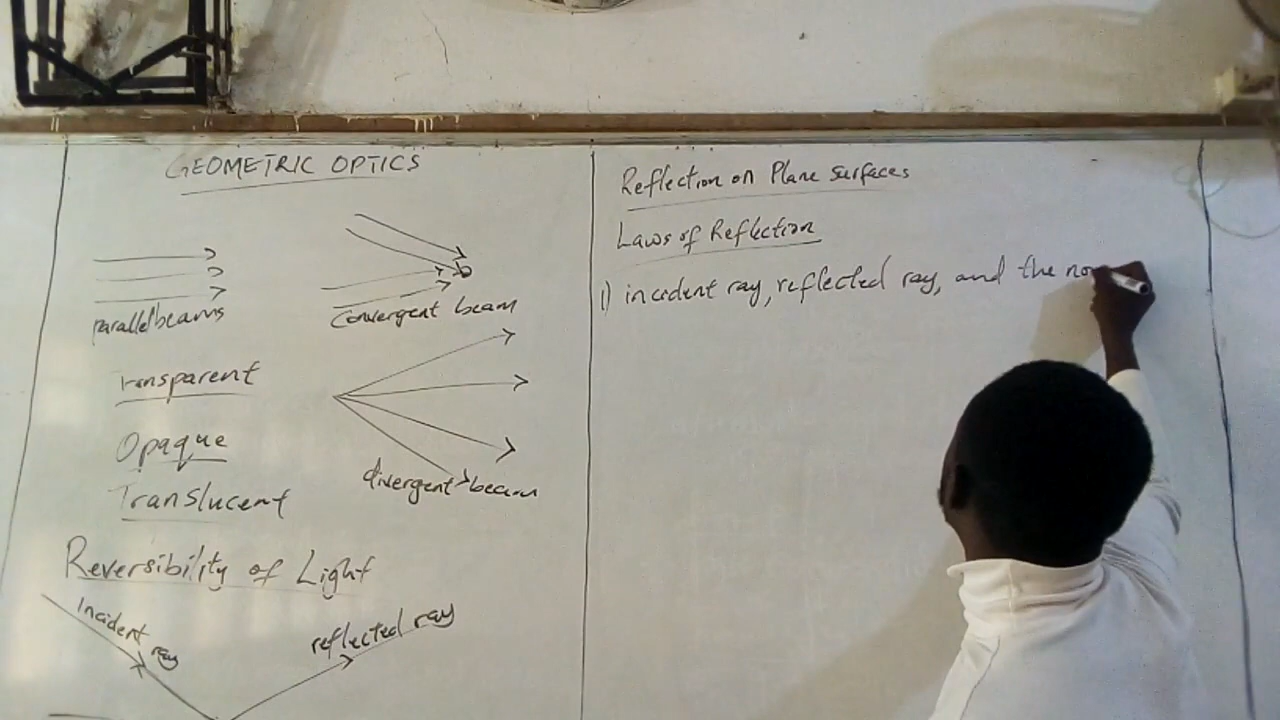 GEOMETRIC OPTICS
parallel beams
Convergent beam
Transparent
Opaque
divergent beam
Translucent
Reversibility of Light
Incident ray
reflected ray
Reflection on Plane surfaces
Laws of Reflection
1) incident ray, reflected ray, and the no